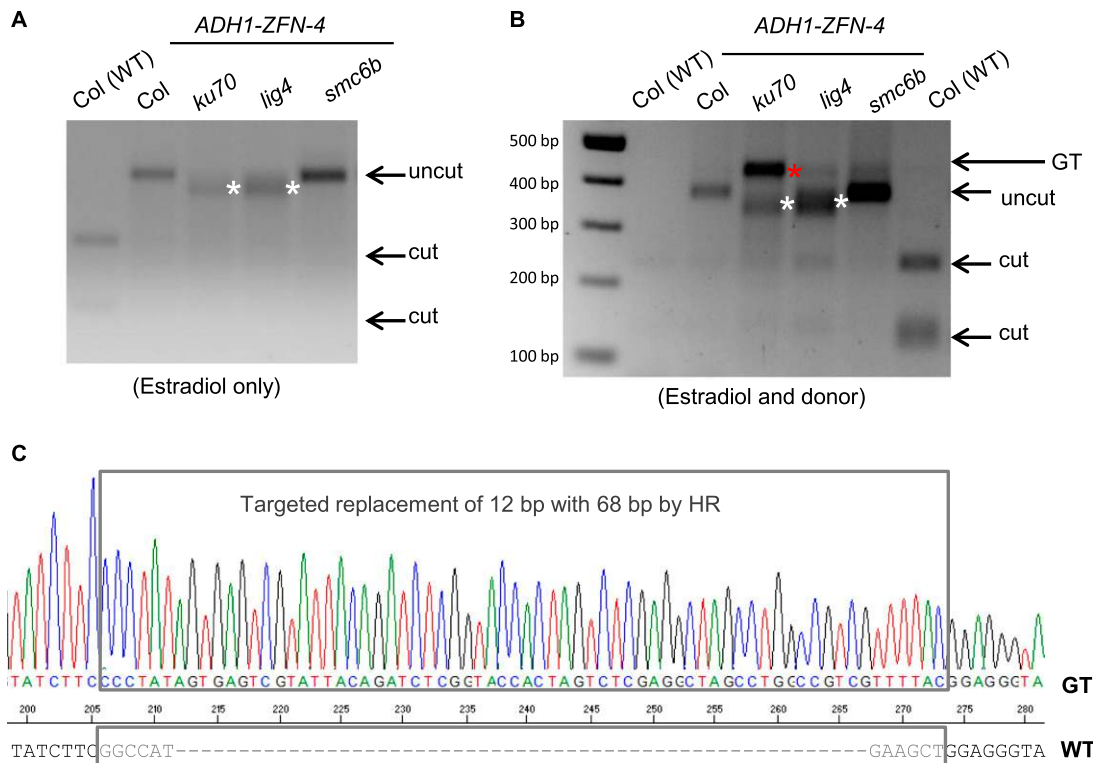 A
ADH1-ZFN-4
Col (WT)
Col
ku70
lig4
smc6b
*
*
uncut
cut
cut
(Estradiol only)
B
ADH1-ZFN-4
Col (WT)
Col
ku70
lig4
smc6b
Col (WT)
500 bp
400 bp
300 bp
200 bp
100 bp
*
*
*
GT
uncut
cut
cut
(Estradiol and donor)
C
Targeted replacement of 12 bp with 68 bp by HR
TATCTTCCCCTATAGTGAGTCGTATTACAGATCTCGGTACCACTAGTCTCGAGGCTAGCCTGGCCGTCGTTTTACGGAGGGTA
GT
200 205 210 215 220 225 230 235 240 245 250 255 260 265 270 275 280
TATCTTCGGCCAT---------------------------------------------------------GAAGCTGGAGGGTA
WT